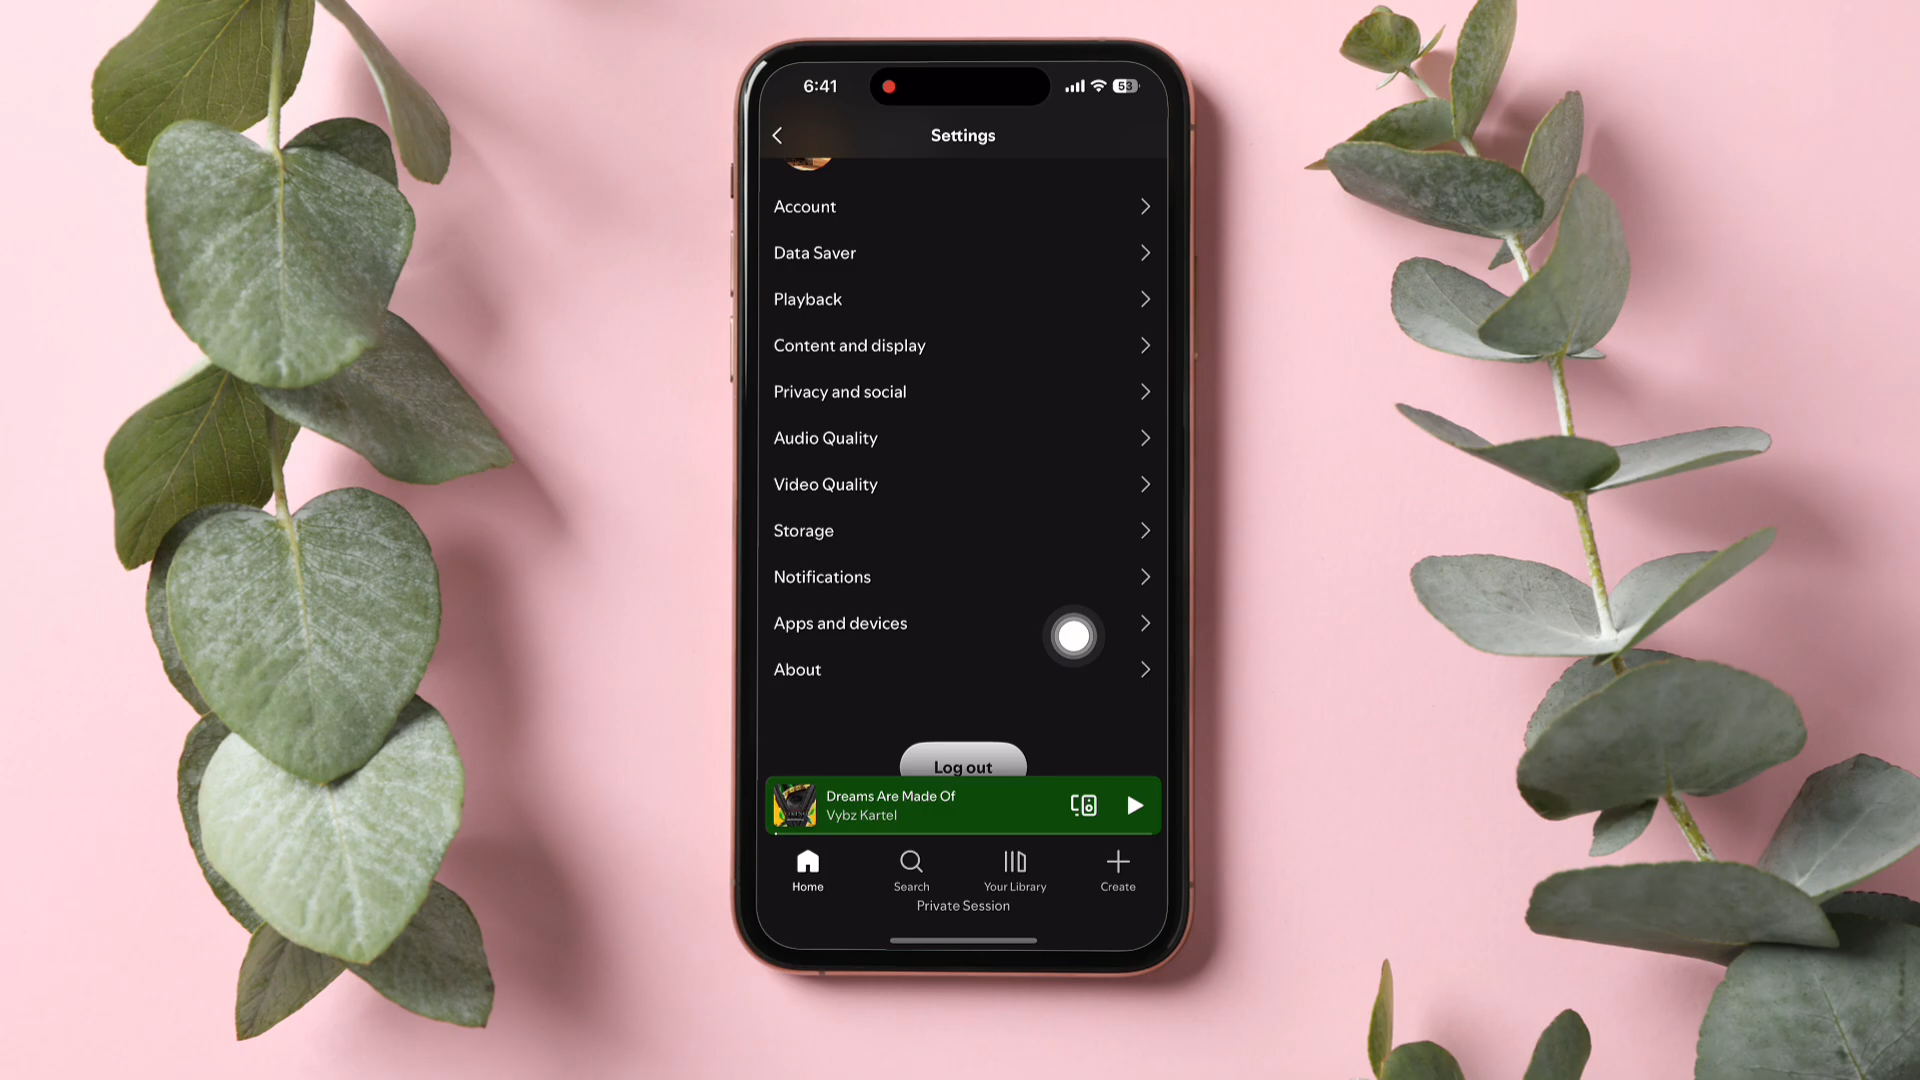 6:41
53
Settings
Account
Data Saver
Playback
Content and display
Privacy and social
Audio Quality
Video Quality
Storage
Notifications
Apps and devices
About
Log out
Dreams Are Made Of
Vybz Kartel
Home
Search
Your Library
Create
Private Session